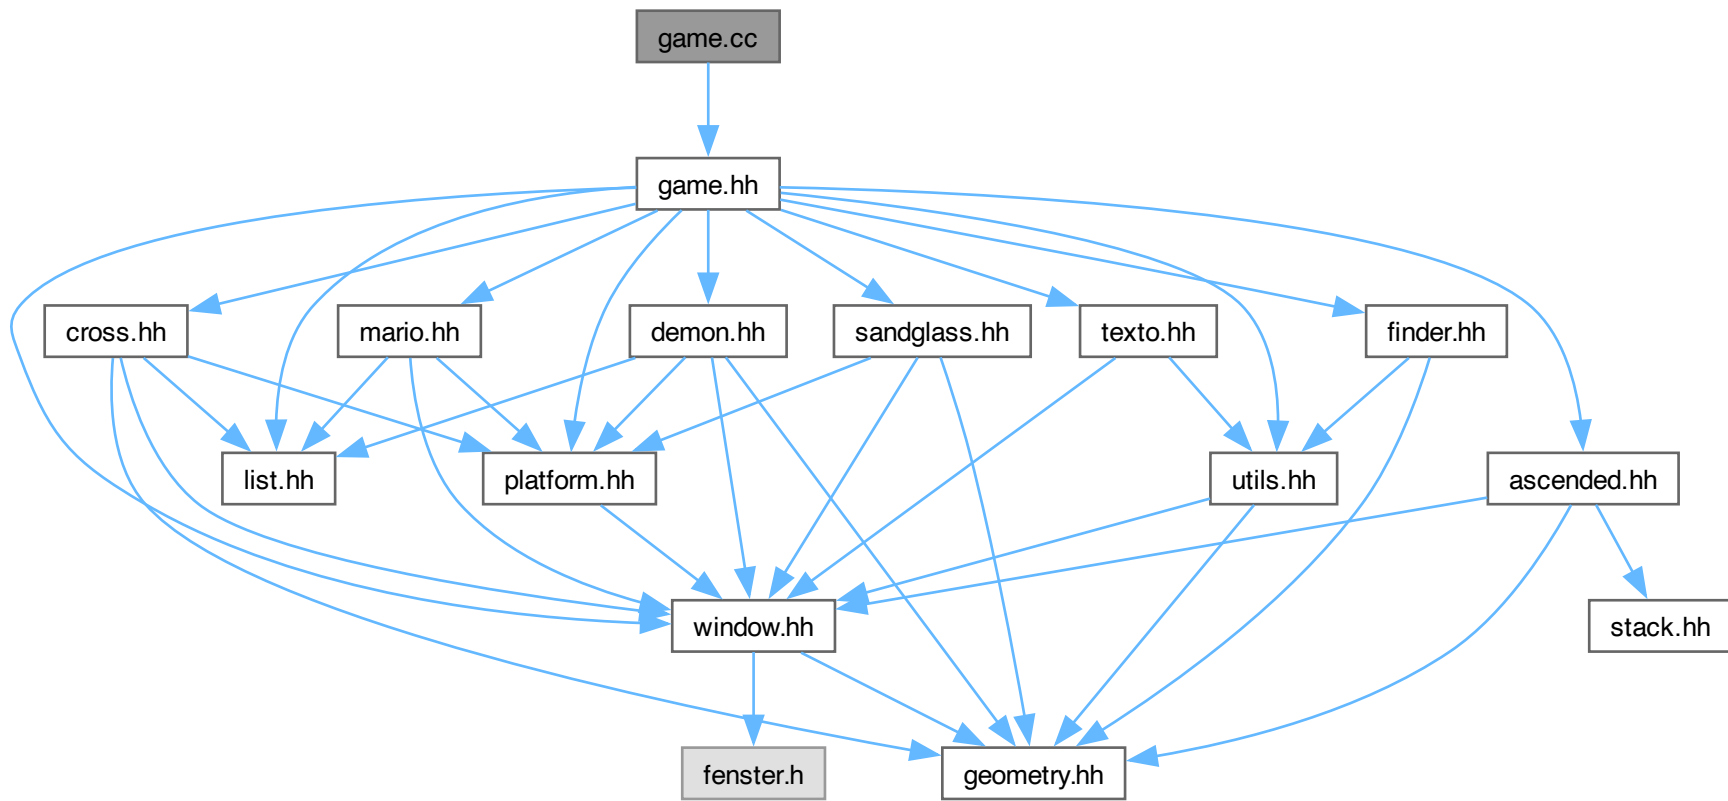 game.cc
game.hh
cross.hh
mario.hh
demon.hh
sandglass.hh
texto.hh
finder.hh
list.hh
platform.hh
utils.hh
ascended.hh
window.hh
stack.hh
fenster.h
geometry.hh